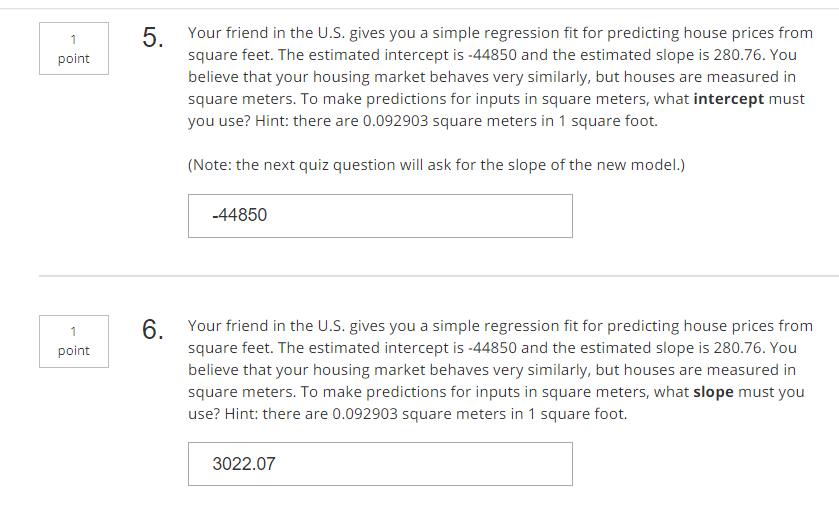 1
point
5.
Your friend in the U.S. gives you a simple regression fit for predicting house prices from
square feet. The estimated intercept is -44850 and the estimated slope is 280.76. You
believe that your housing market behaves very similarly, but houses are measured in
square meters. To make predictions for inputs in square meters, what intercept must
you use? Hint: there are 0.092903 square meters in 1 square foot.
(Note: the next quiz question will ask for the slope of the new model.)
-44850
1
point
6.
Your friend in the U.S. gives you a simple regression fit for predicting house prices from
square feet. The estimated intercept is -44850 and the estimated slope is 280.76. You
believe that your housing market behaves very similarly, but houses are measured in
square meters. To make predictions for inputs in square meters, what slope must you
use? Hint: there are 0.092903 square meters in 1 square foot.
3022.07